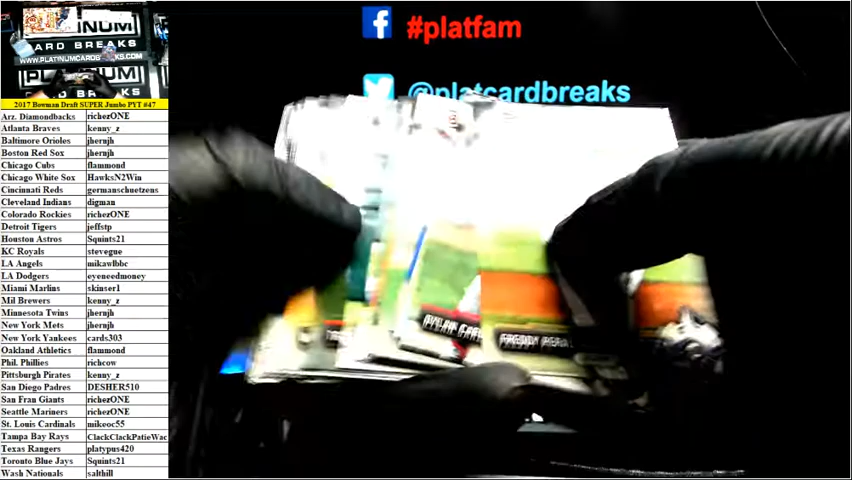 PLATINUM
CARD BREAKS
WWW.PLATINUMCARDBREAKS.COM
PLATINUM
#platfam
@platcardbreaks
2017 Bowman Draft SUPER Jumbo PYT #47
Arz. Diamondbacks richezONE
Atlanta Braves kenny_z
Baltimore Orioles jhernjh
Boston Red Sox jhernjh
Chicago Cubs flammond
Chicago White Sox HawksN2Win
Cincinnati Reds germanschuetzens
Cleveland Indians digman
Colorado Rockies richezONE
Detroit Tigers jeffstp
Houston Astros Squints21
KC Royals stevegue
LA Angels mikawlbbc
LA Dodgers eyeneedmoney
Miami Marlins skinser1
Mil Brewers kenny_z
Minnesota Twins jhernjh
New York Mets jhernjh
New York Yankees cards303
Oakland Athletics flammond
Phil. Phillies richcow
Pittsburgh Pirates kenny_z
San Diego Padres DESHER510
San Fran Giants richezONE
Seattle Mariners richezONE
St. Louis Cardinals mikeoc55
Tampa Bay Rays ClackClackPatieWac
Texas Rangers platypus420
Toronto Blue Jays Squints21
Wash Nationals salthill
FREDDY